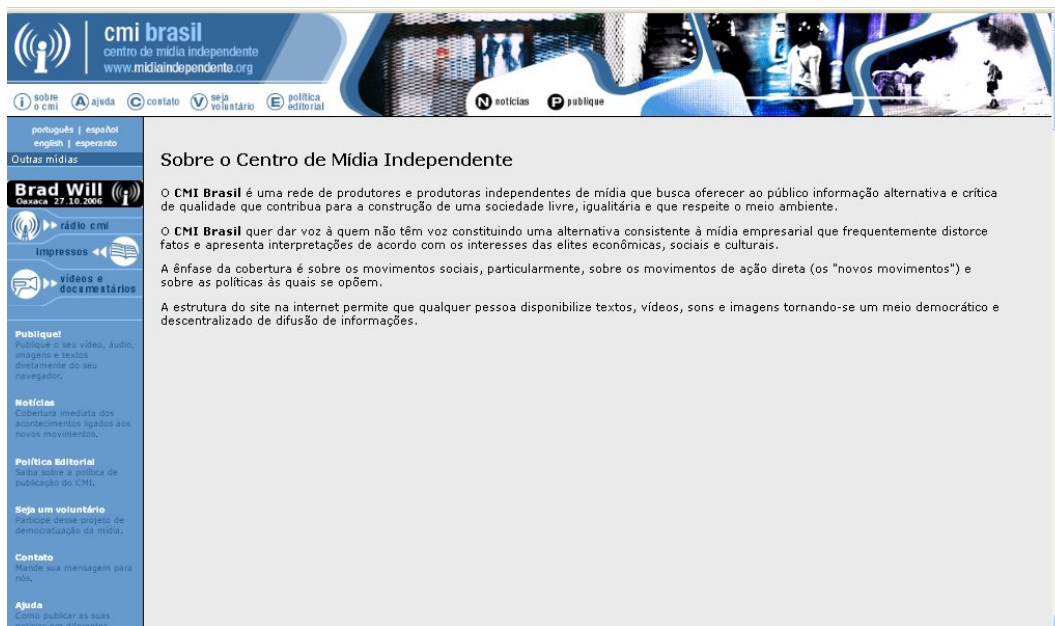 cmi brasil
centro de mídia independente
www.midiaindependente.org
i sobre o cmi A ajuda C contato V seja voluntário E política editorial
N notícias P publique
português | español
english | esperanto
Outras mídias
Brad Will
Oaxaca 27.10.2006
rádio cmi
impressos
vídeos e
documentários
Publique!
Publique o seu vídeo, áudio,
imagens e textos
diretamente do seu
navegador.
Notícias
Cobertura imediata dos
acontecimentos ligados aos
novos movimentos.
Política Editorial
Saiba sobre a política de
publicação do CMI.
Seja um voluntário
Participe desse projeto de
democratização da mídia.
Contato
Mande sua mensagem para
nós.
Ajuda
Como publicar as suas
Sobre o Centro de Mídia Independente
O CMI Brasil é uma rede de produtores e produtoras independentes de mídia que busca oferecer ao público informação alternativa e crítica
de qualidade que contribua para a construção de uma sociedade livre, igualitária e que respeite o meio ambiente.
O CMI Brasil quer dar voz à quem não têm voz constituindo uma alternativa consistente à mídia empresarial que frequentemente distorce
fatos e apresenta interpretações de acordo com os interesses das elites econômicas, sociais e culturais.
A ênfase da cobertura é sobre os movimentos sociais, particularmente, sobre os movimentos de ação direta (os "novos movimentos") e
sobre as políticas às quais se opõem.
A estrutura do site na internet permite que qualquer pessoa disponibilize textos, vídeos, sons e imagens tornando-se um meio democrático e
descentralizado de difusão de informações.